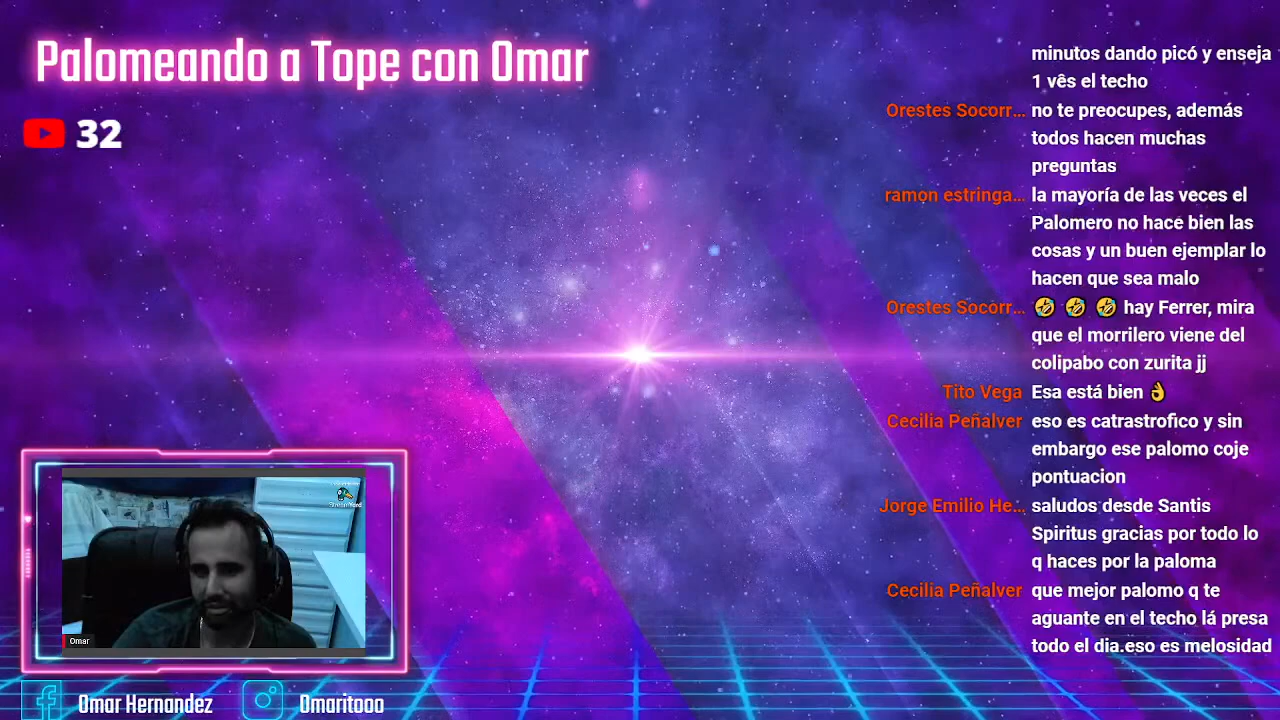 Palomeando a Tope con Omar
32
minutos dando picó y enseja
1 vês el techo
Orestes Socorr... no te preocupes, además
todos hacen muchas
preguntas
ramon estringa... la mayoría de las veces el
Palomero no hace bien las
cosas y un buen ejemplar lo
hacen que sea malo
Orestes Socorr... 🤣 🤣 🤣 hay Ferrer, mira
que el morrilero viene del
colipabo con zurita jj
Tito Vega Esa está bien 👌
Cecilia Peñalver eso es catrastrofico y sin
embargo ese palomo coje
pontuacion
Jorge Emilio He... saludos desde Santis
Spiritus gracias por todo lo
q haces por la paloma
Cecilia Peñalver que mejor palomo q te
aguante en el techo lá presa
todo el dia.eso es melosidad
StreamYard
Omar
Omar Hernandez
Omaritooo